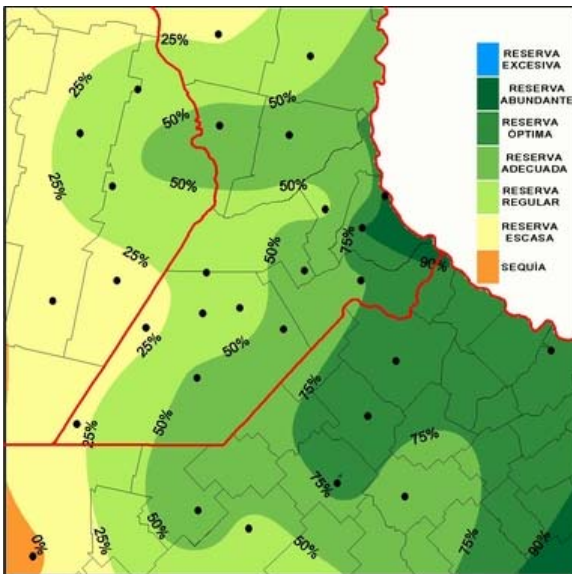 25%
25%
50%
50%
50%
50%
25%
75%
50%
25%
90%
25%
50%
75%
50%
25%
75%
75%
0%
25%
50%
50%
75%
90%
RESERVA
EXCESIVA
RESERVA
ABUNDANTE
RESERVA
ÓPTIMA
RESERVA
ADECUADA
RESERVA
REGULAR
RESERVA
ESCASA
SEQUÌA